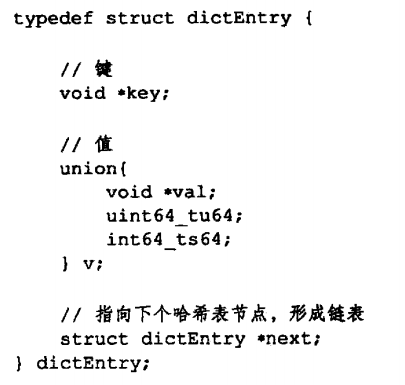 typedef struct dictEntry {
// 键
void *key;
// 值
union{
void *val;
uint64_tu64;
int64_ts64;
} v;
// 指向下个哈希表节点，形成链表
struct dictEntry *next;
} dictEntry;